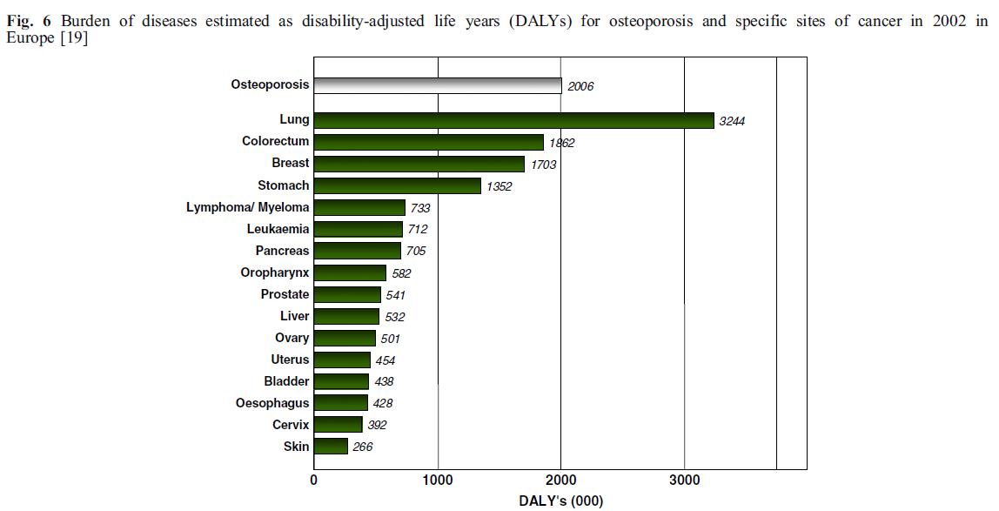 Fig. 6 Burden of diseases estimated as disability-adjusted life years (DALYs) for osteoporosis and specific sites of cancer in 2002 in
Europe [19]
Osteoporosis 2006
Lung 3244
Colorectum 1862
Breast 1703
Stomach 1352
Lymphoma/ Myeloma 733
Leukaemia 712
Pancreas 705
Oropharynx 582
Prostate 541
Liver 532
Ovary 501
Uterus 454
Bladder 438
Oesophagus 428
Cervix 392
Skin 266
0 1000 2000 3000
DALY's (000)